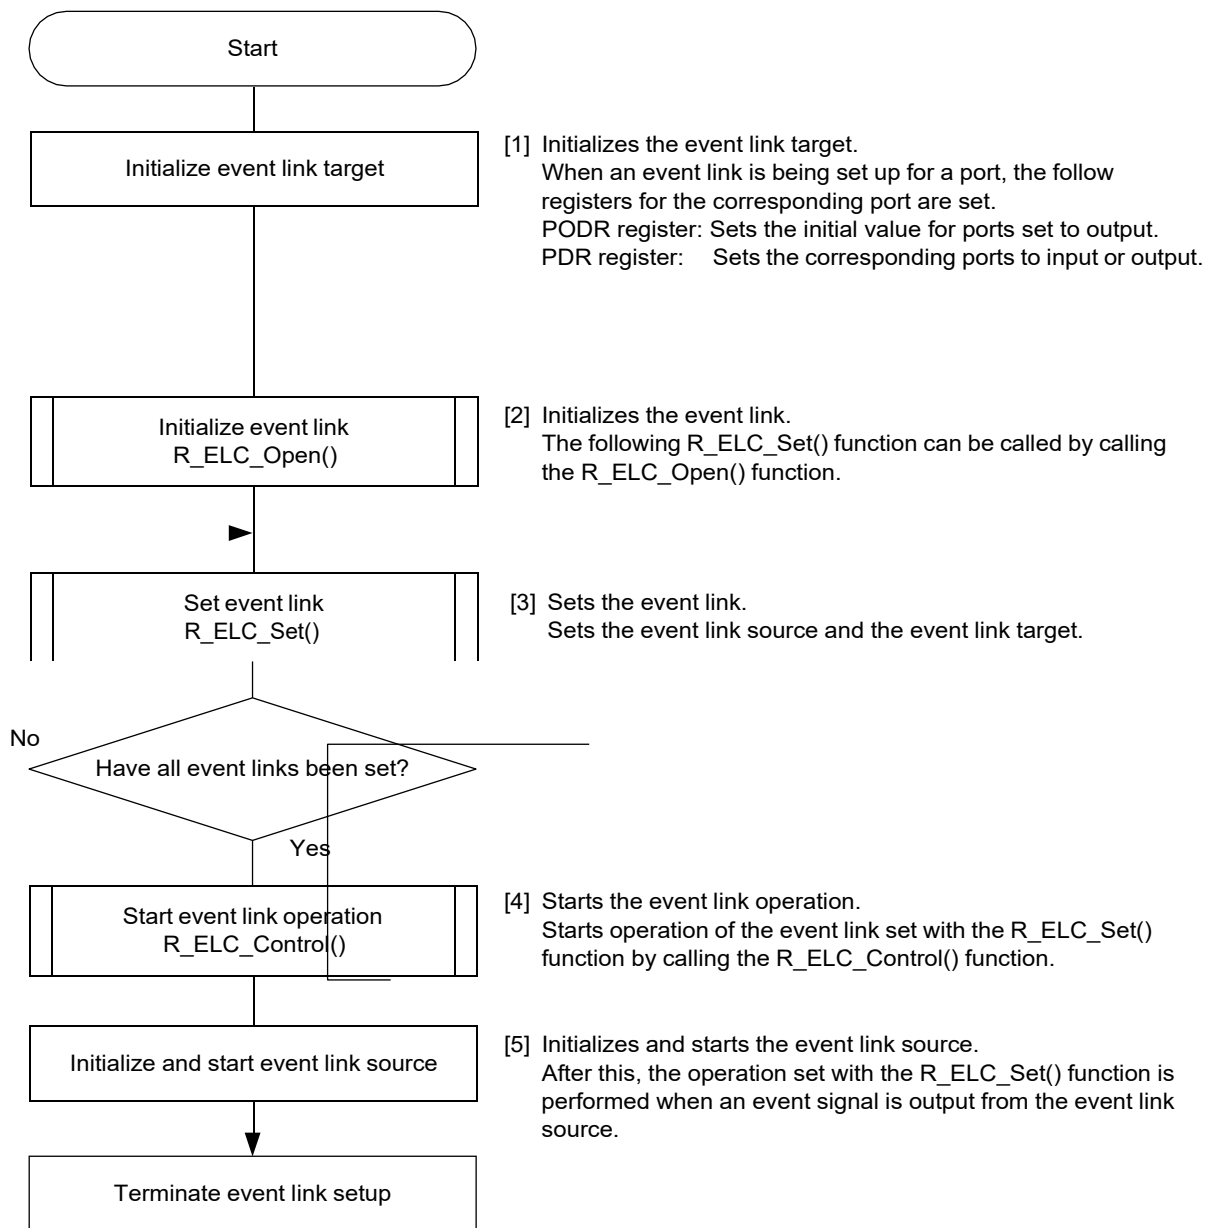 Start
Initialize event link target
[1] Initializes the event link target.
When an event link is being set up for a port, the follow
registers for the corresponding port are set.
PODR register: Sets the initial value for ports set to output.
PDR register: Sets the corresponding ports to input or output.
Initialize event link
R_ELC_Open()
[2] Initializes the event link.
The following R_ELC_Set() function can be called by calling
the R_ELC_Open() function.
Set event link
R_ELC_Set()
[3] Sets the event link.
Sets the event link source and the event link target.
No
Have all event links been set?
Yes
Start event link operation
R_ELC_Control()
[4] Starts the event link operation.
Starts operation of the event link set with the R_ELC_Set()
function by calling the R_ELC_Control() function.
Initialize and start event link source
[5] Initializes and starts the event link source.
After this, the operation set with the R_ELC_Set() function is
performed when an event signal is output from the event link
source.
Terminate event link setup